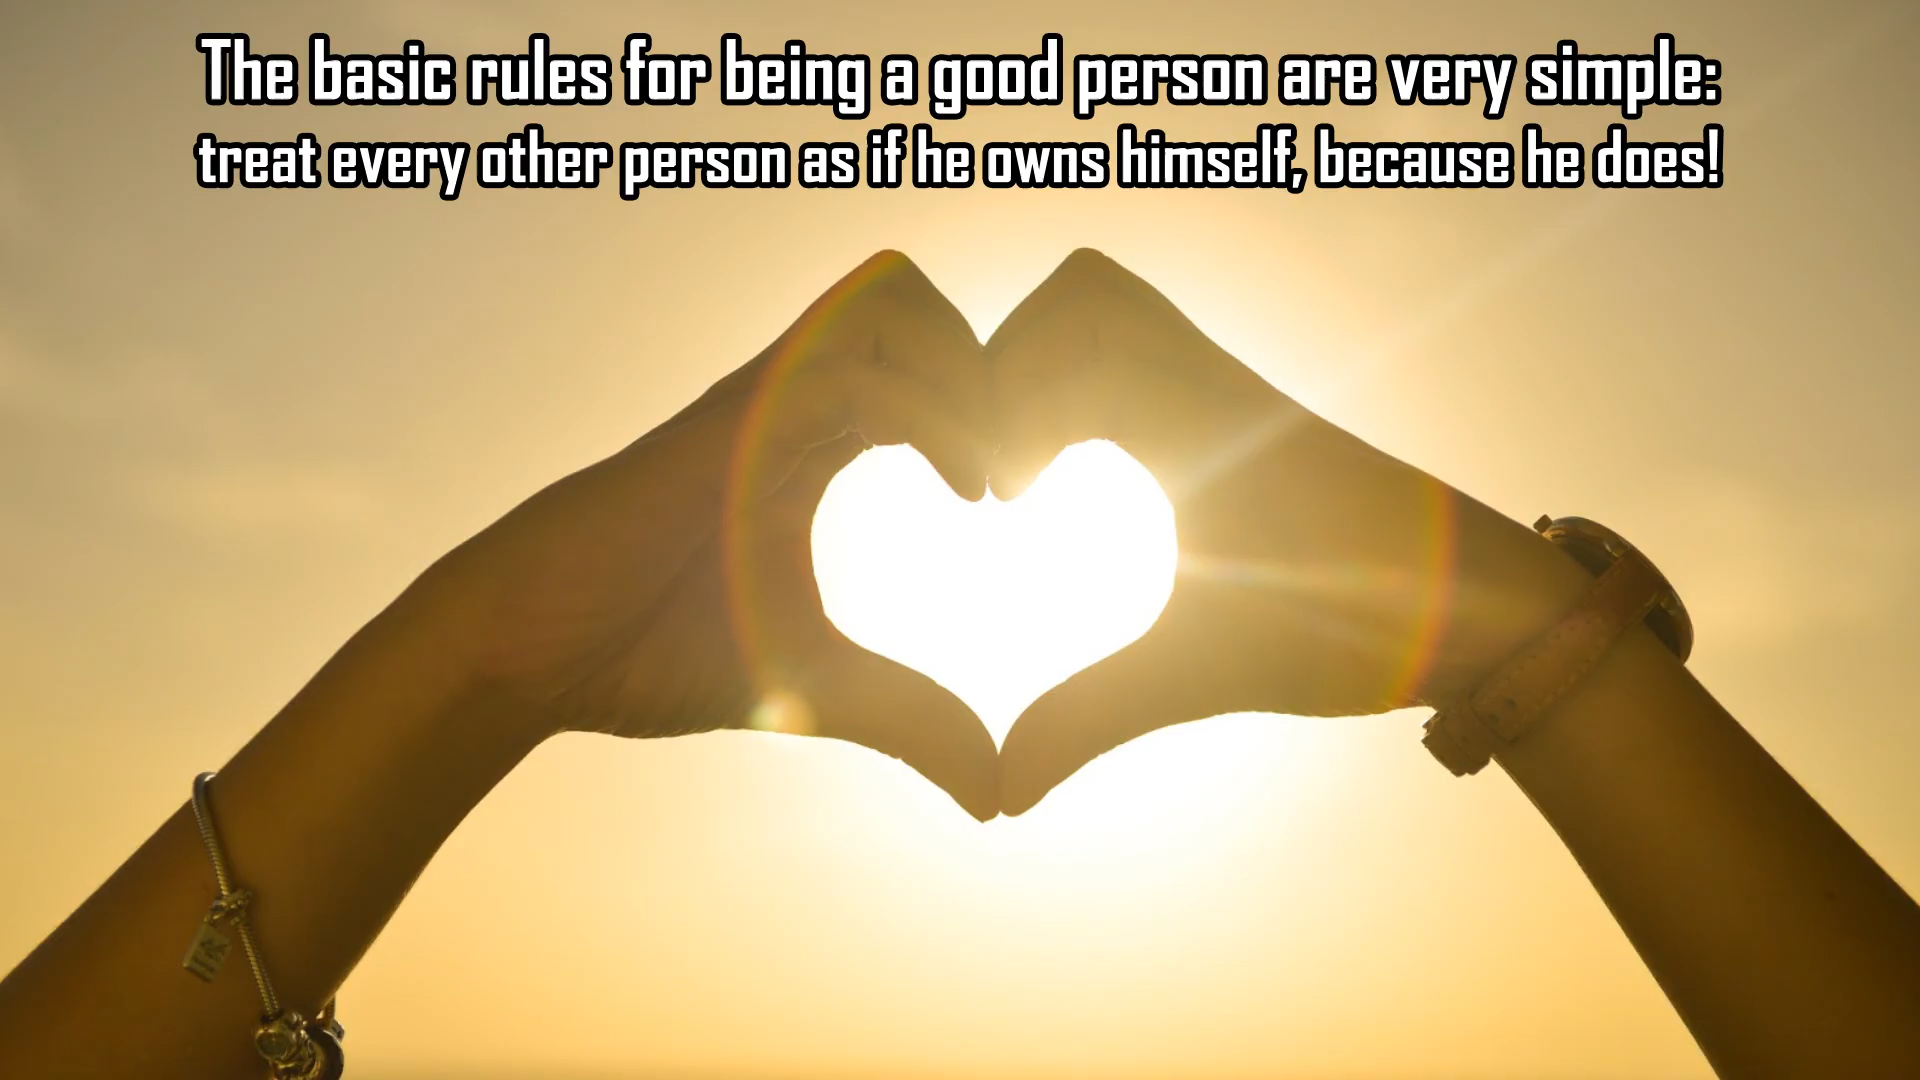 The basic rules for being a good person are very simple:
treat every other person as if he owns himself, because he does!